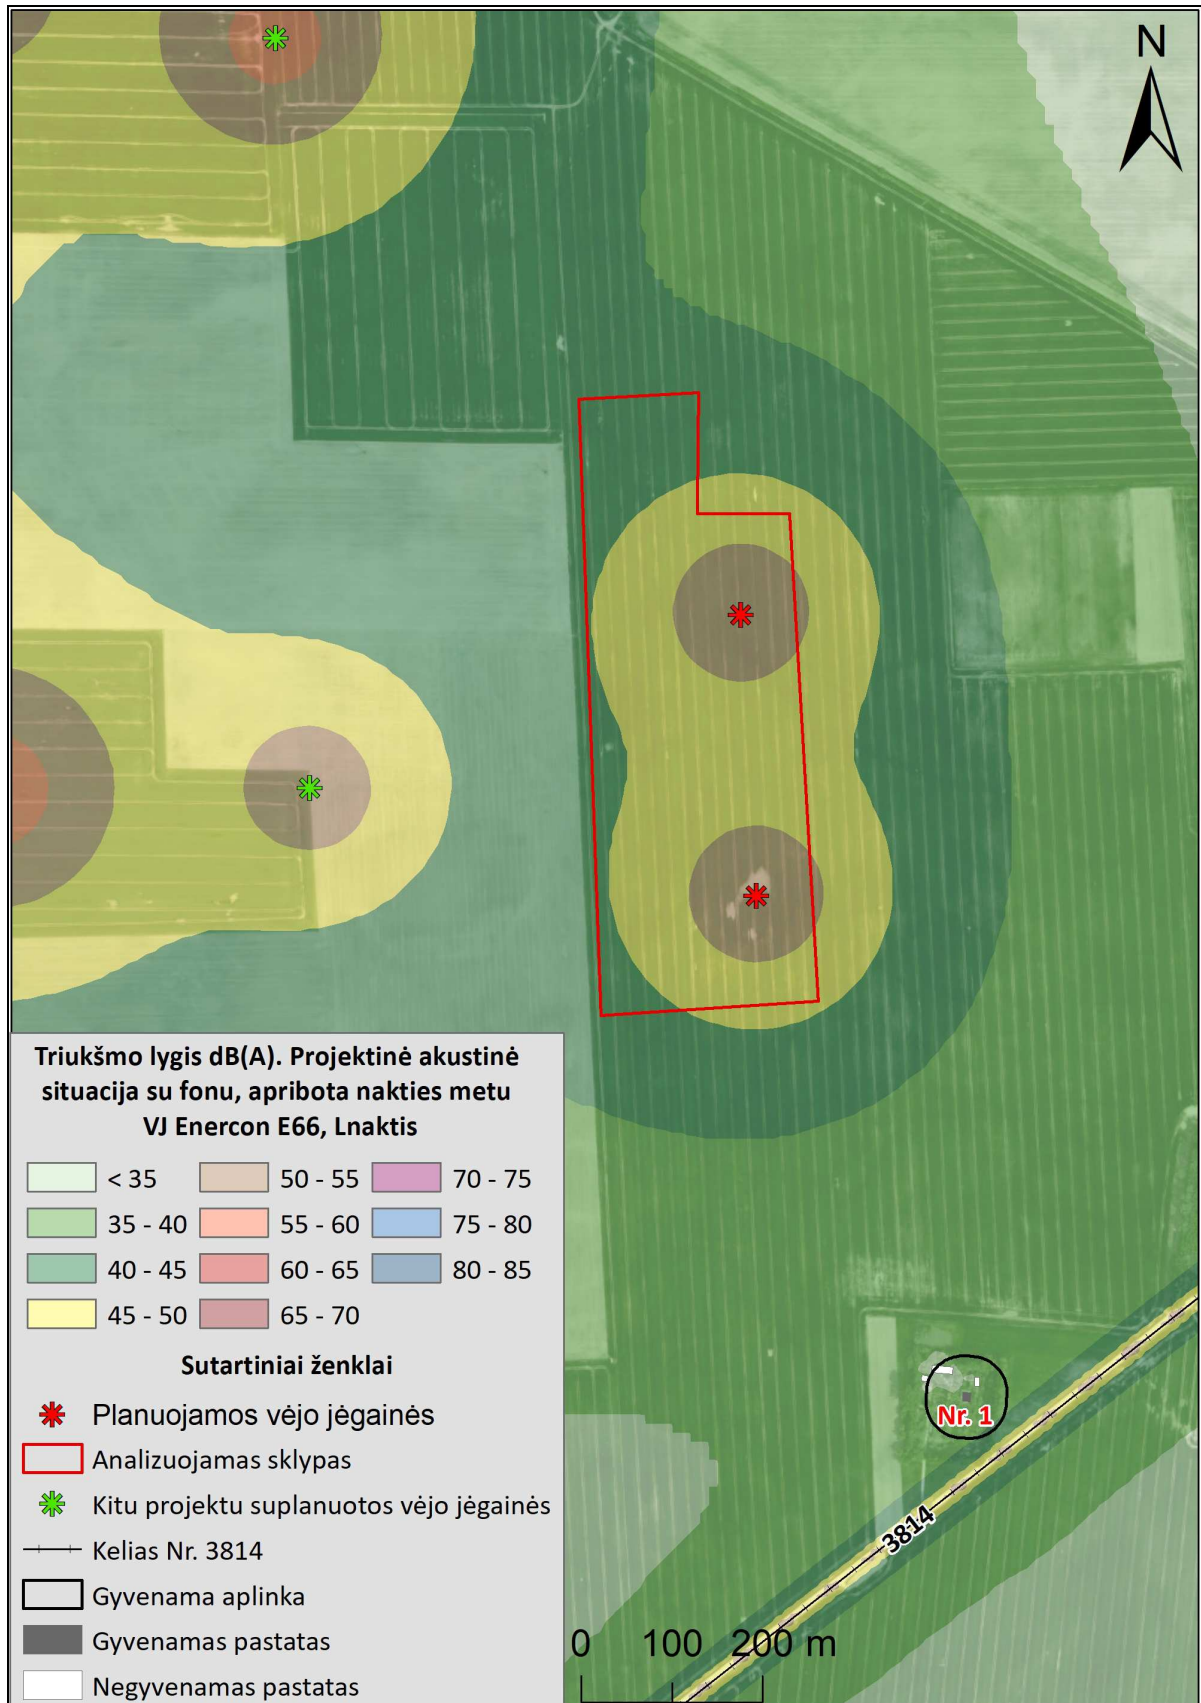 N
Triukšmo lygis dB(A). Projektinė akustinė
situacija su fonu, apribota nakties metu
VJ Enercon E66, Lnaktis
< 35
50 - 55
70 - 75
35 - 40
55 - 60
75 - 80
40 - 45
60 - 65
80 - 85
45 - 50
65 - 70
Sutartiniai ženklai
Planuojamos vėjo jėgainės
Analizuojamas sklypas
Kitu projektu suplanuotos vėjo jėgainės
Kelias Nr. 3814
Gyvenama aplinka
Gyvenamas pastatas
Negyvenamas pastatas
Nr. 1
3814
0 100 200 m